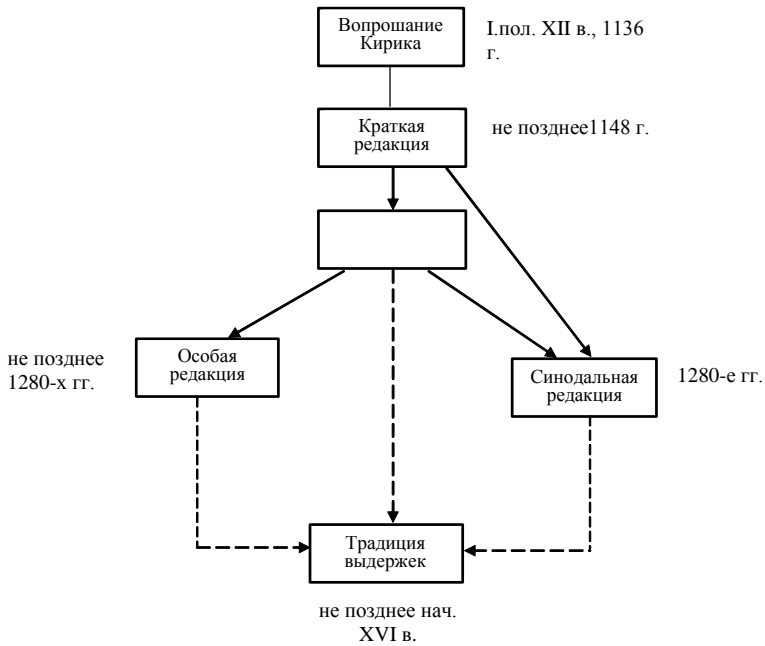 Вопрошание
Кирика
I.пол. XII в., 1136
г.
Краткая
редакция
не позднее1148 г.
не позднее
1280-х гг.
Особая
редакция
Синодальная
редакция
1280-е гг.
Традиция
выдержек
не позднее нач.
XVI в.